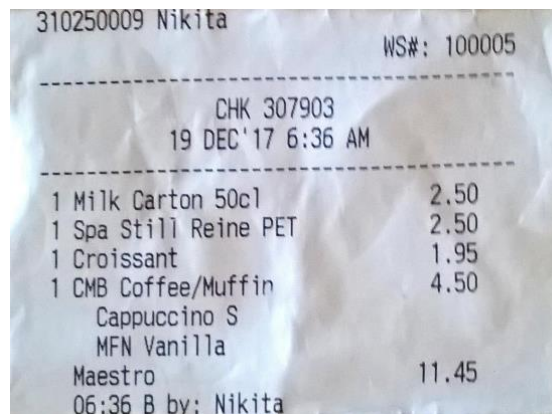 310250009 Nikita
WS#: 100005
CHK 307903
19 DEC'17 6:36 AM
1 Milk Carton 50cl 2.50
1 Spa Still Reine PET 2.50
1 Croissant 1.95
1 CMB Coffee/Muffin 4.50
Cappuccino S
MFN Vanilla
Maestro 11.45
06:36 B by: Nikita